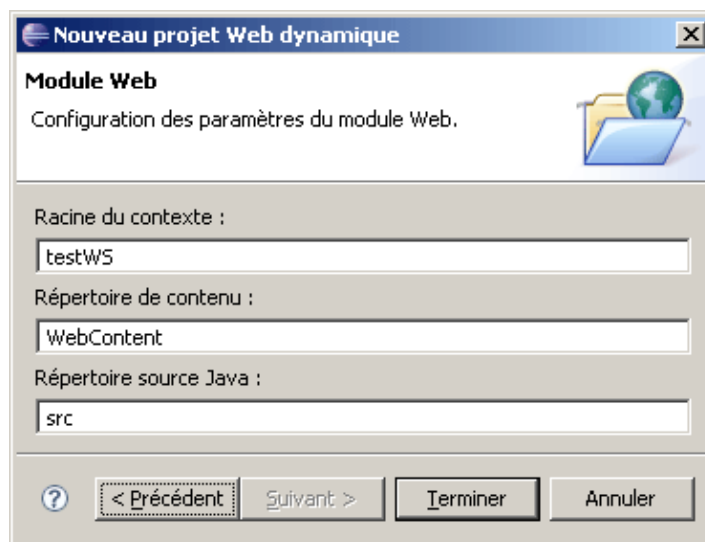 Nouveau projet Web dynamique
Module Web
Configuration des paramètres du module Web.
Racine du contexte :
testWS
Répertoire de contenu :
WebContent
Répertoire source Java :
src
? < Précédent Suivant > Terminer Annuler